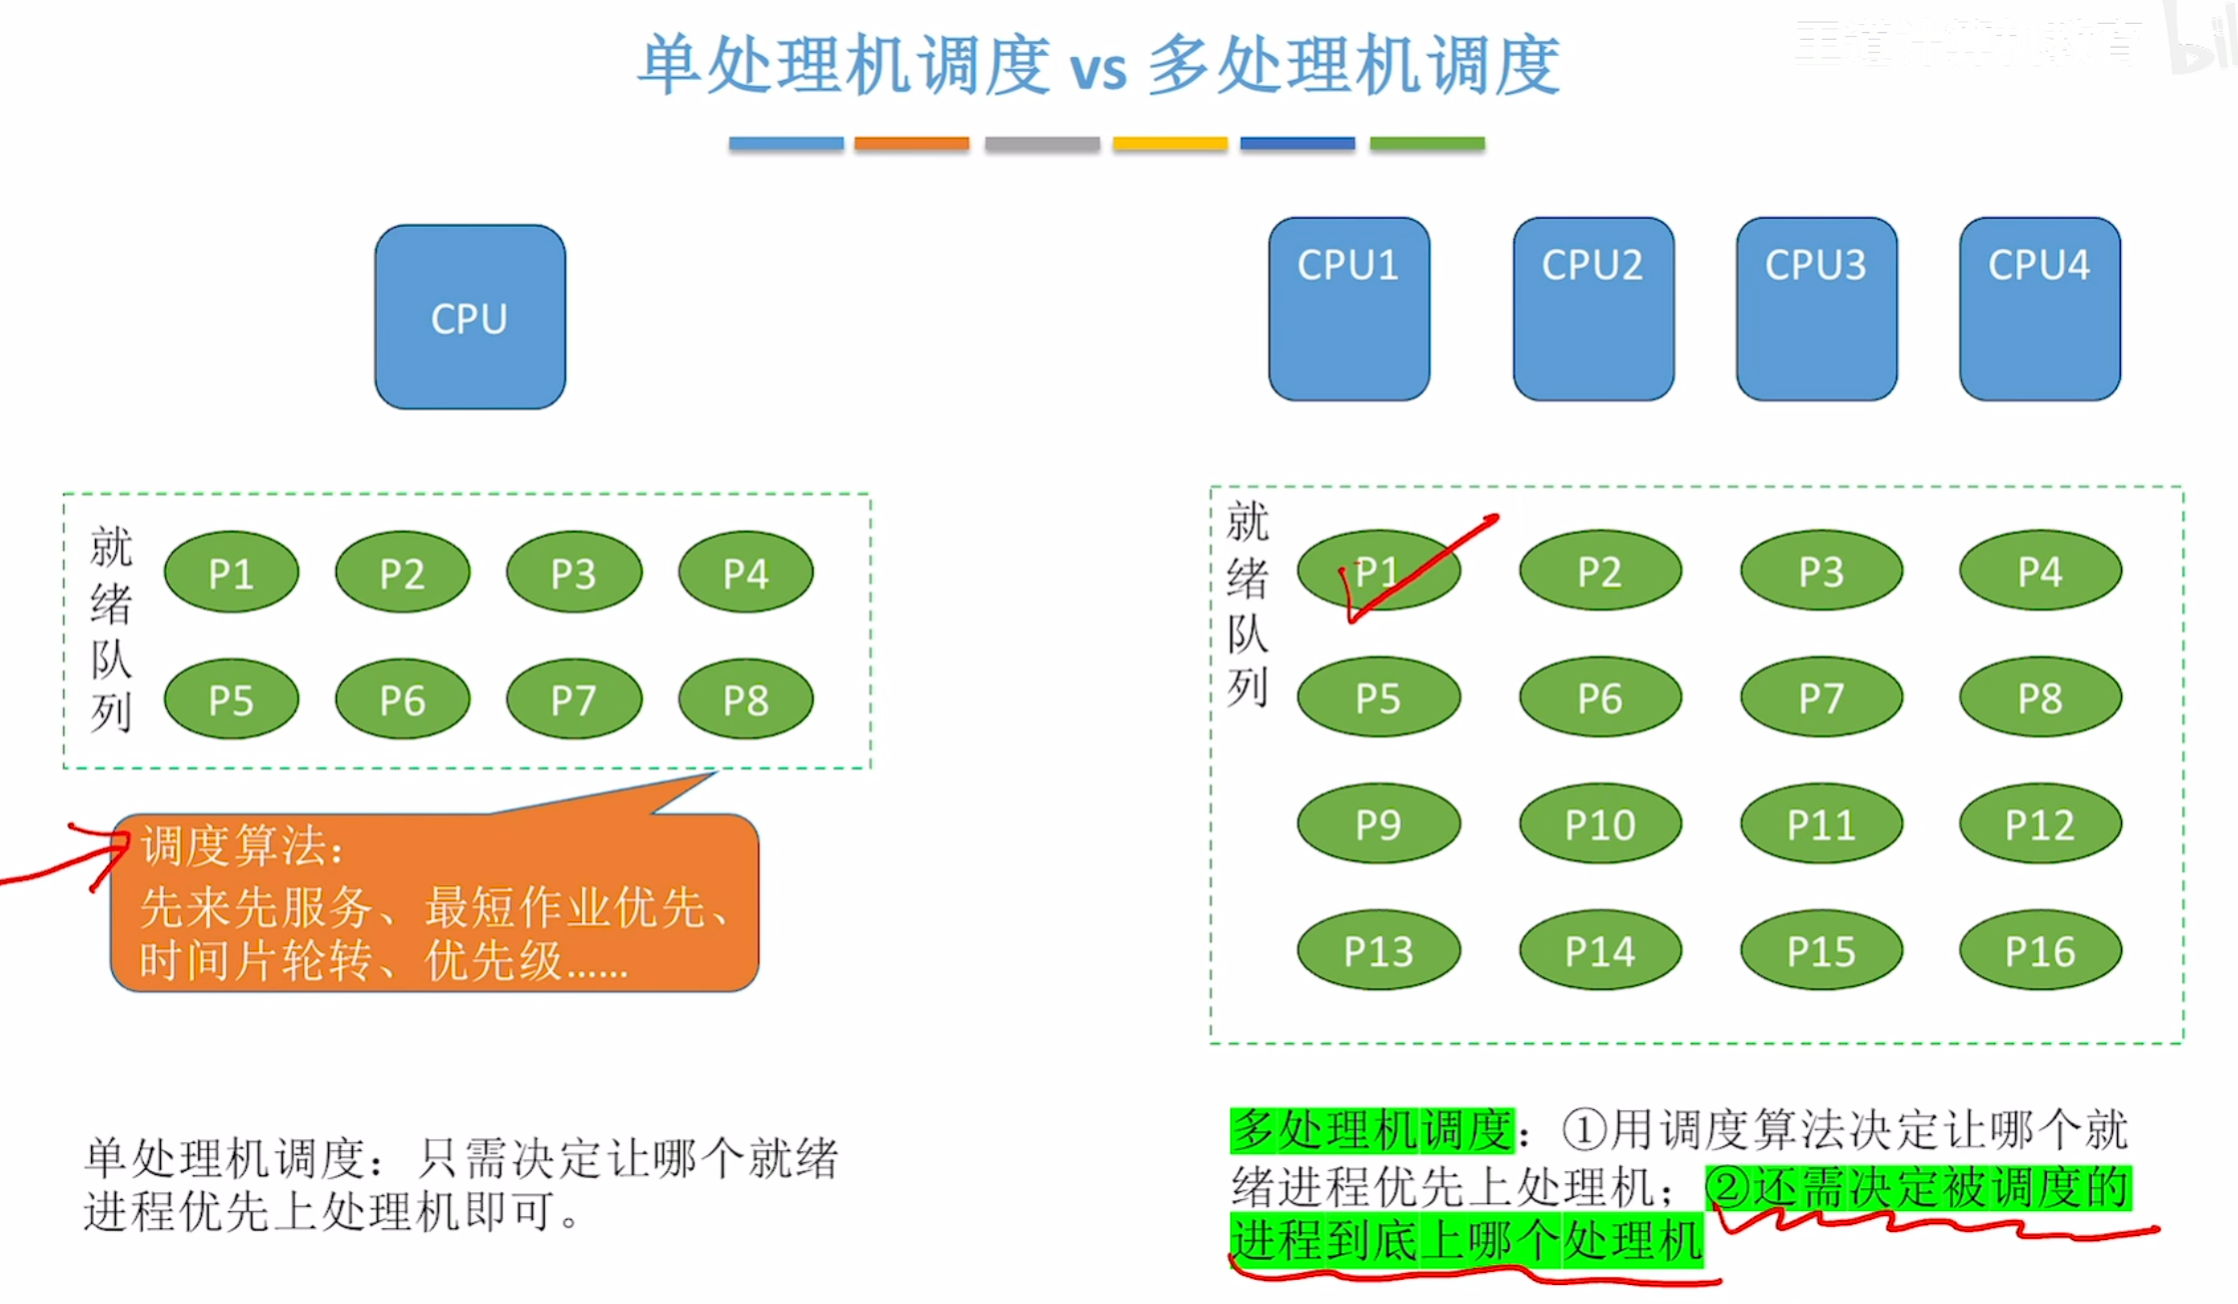 单处理机调度 vs 多处理机调度
王道计算机教育
CPU
就绪队列
P1 P2 P3 P4
P5 P6 P7 P8
调度算法：
先来先服务、最短作业优先、
时间片轮转、优先级……
单处理机调度：只需决定让哪个就绪
进程优先上处理机即可。
CPU1 CPU2 CPU3 CPU4
就绪队列
P1 P2 P3 P4
P5 P6 P7 P8
P9 P10 P11 P12
P13 P14 P15 P16
多处理机调度：①用调度算法决定让哪个就
绪进程优先上处理机；②还需决定被调度的
进程到底上哪个处理机